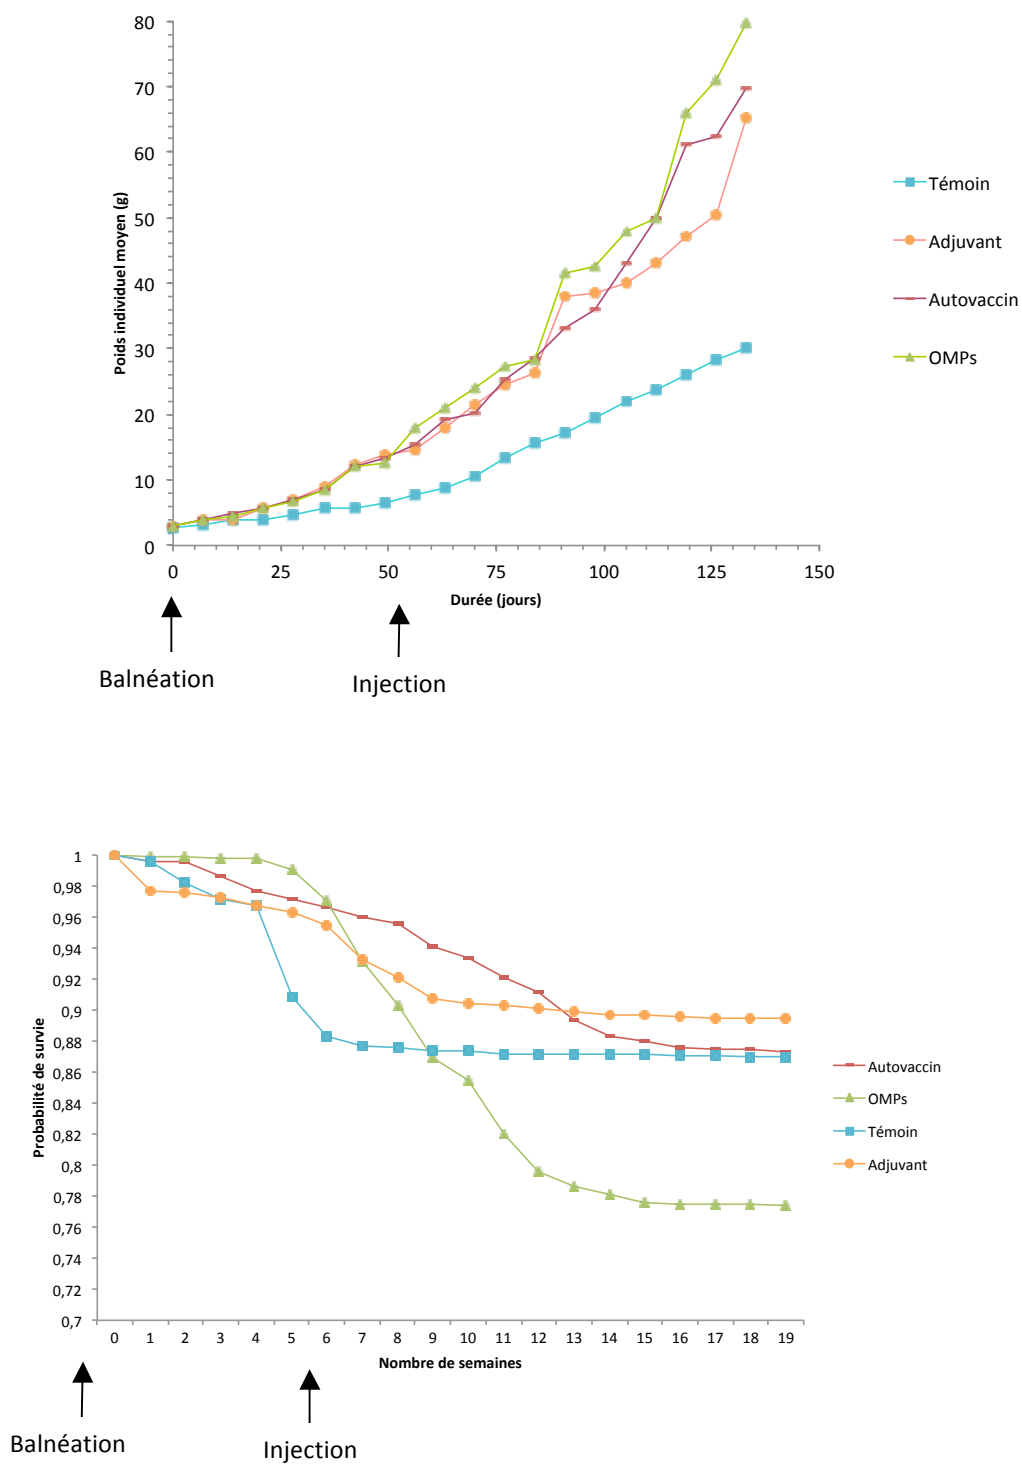 80
70
60
50
40
30
20
10
0
Poids individuel moyen (g)
0 25 50 75 100 125 150
Durée (jours)
Témoin
Adjuvant
Autovaccin
OMPs
Balnéation
Injection
1
0,98
0,96
0,94
0,92
0,9
0,88
0,86
0,84
0,82
0,8
0,78
0,76
0,74
0,72
0,7
Probabilité de survie
0 1 2 3 4 5 6 7 8 9 10 11 12 13 14 15 16 17 18 19
Nombre de semaines
Autovaccin
OMPs
Témoin
Adjuvant
Balnéation
Injection